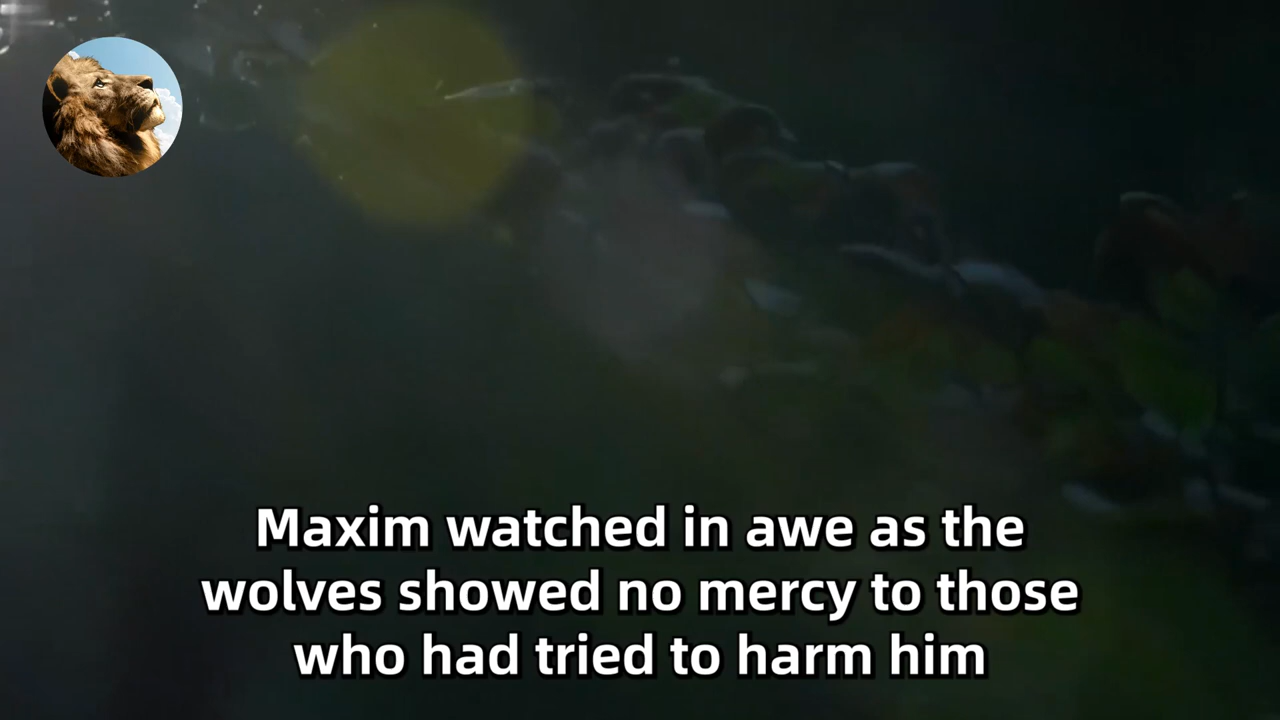 Maxim watched in awe as the
wolves showed no mercy to those
who had tried to harm him